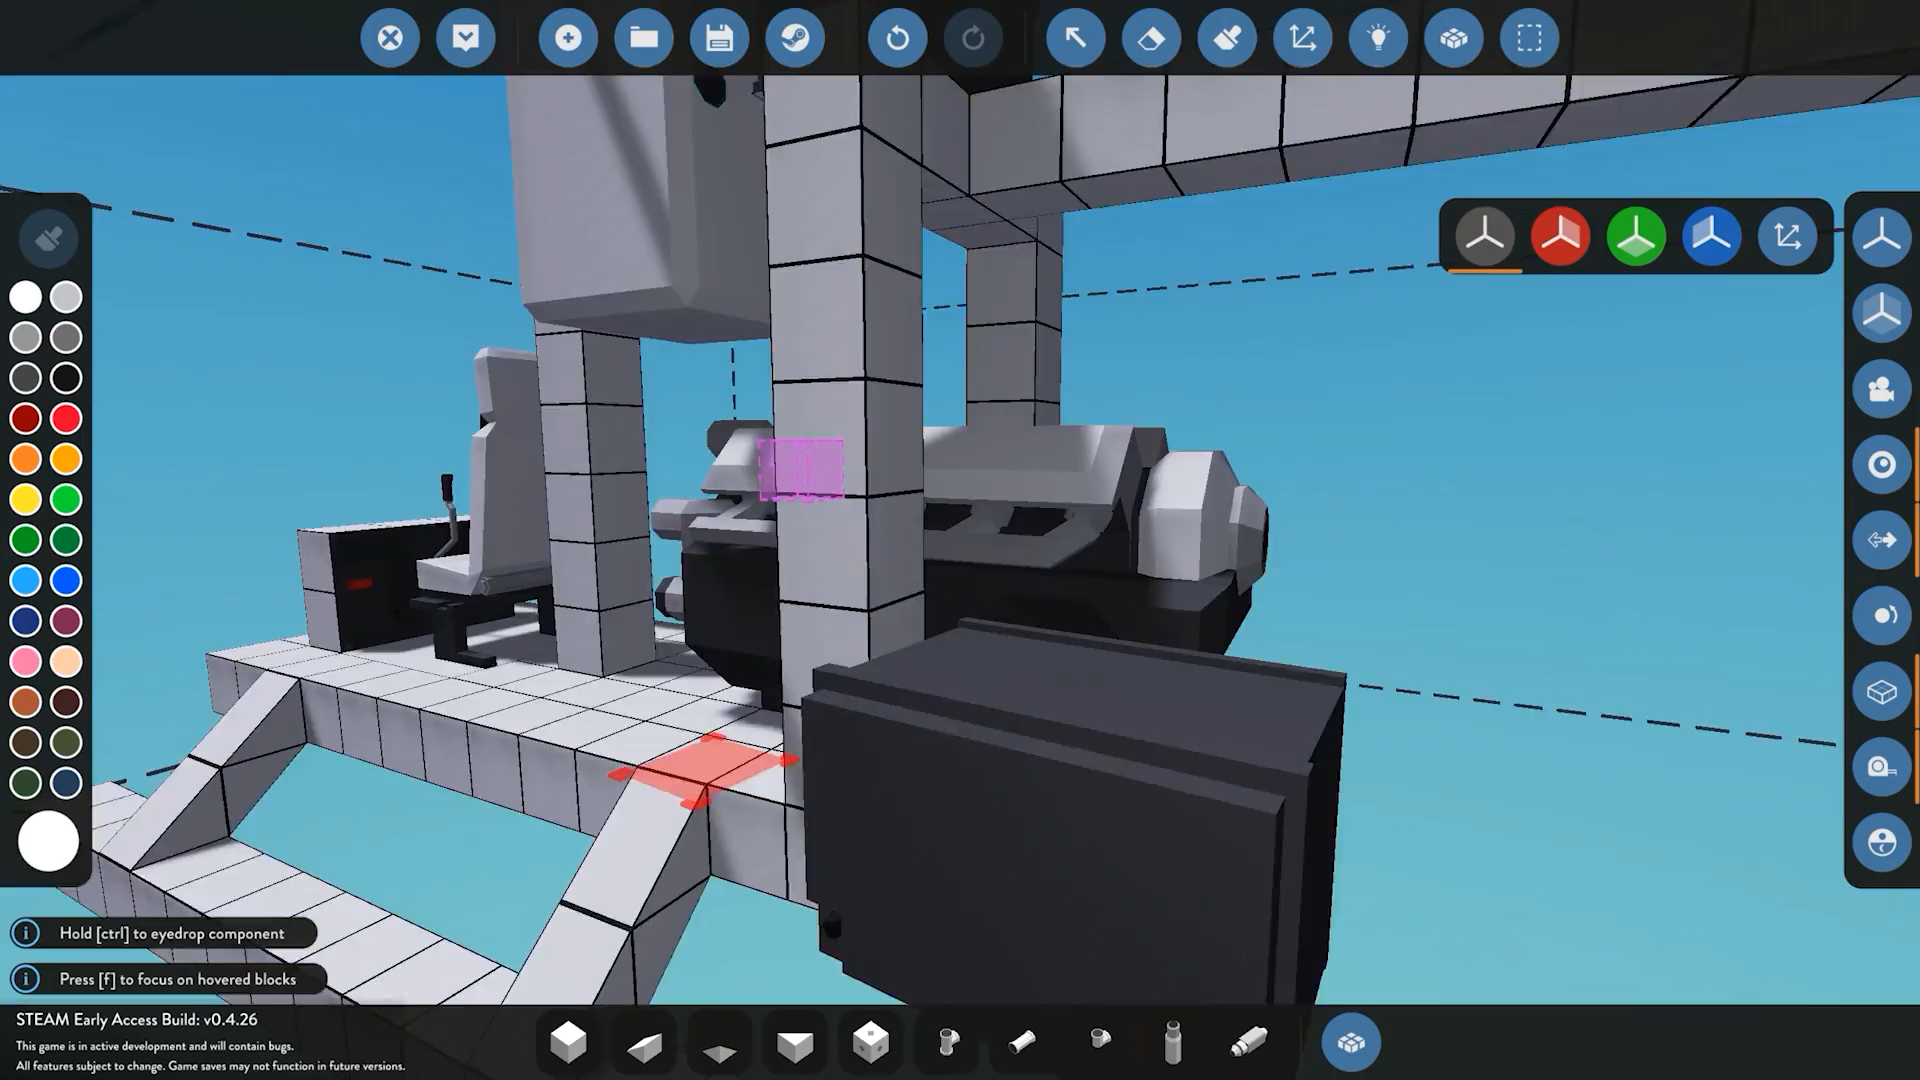 Hold [ctrl] to eyedrop component
Press [f] to focus on hovered blocks
STEAM Early Access Build: v0.4.26
This game is in active development and will contain bugs.
All features subject to change. Game saves may not function in future versions.